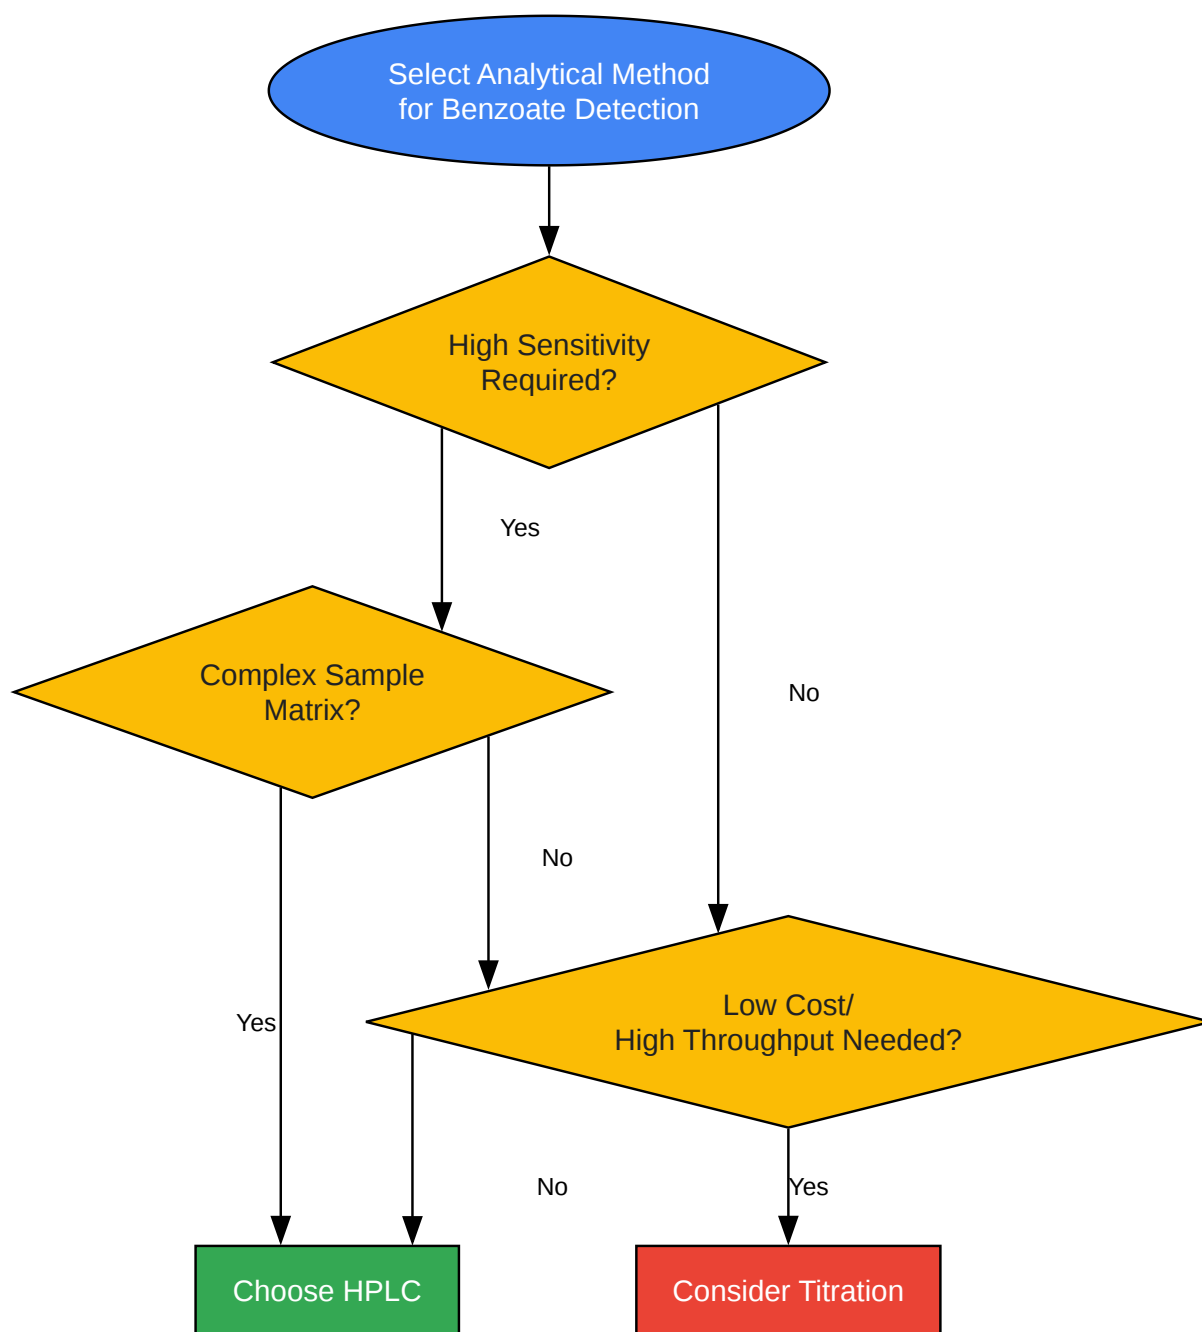 Select Analytical Method
for Benzoate Detection
High Sensitivity
Required?
Yes
Complex Sample
Matrix?
No
No
Low Cost/
High Throughput Needed?
Yes
No
Yes
Choose HPLC
Consider Titration